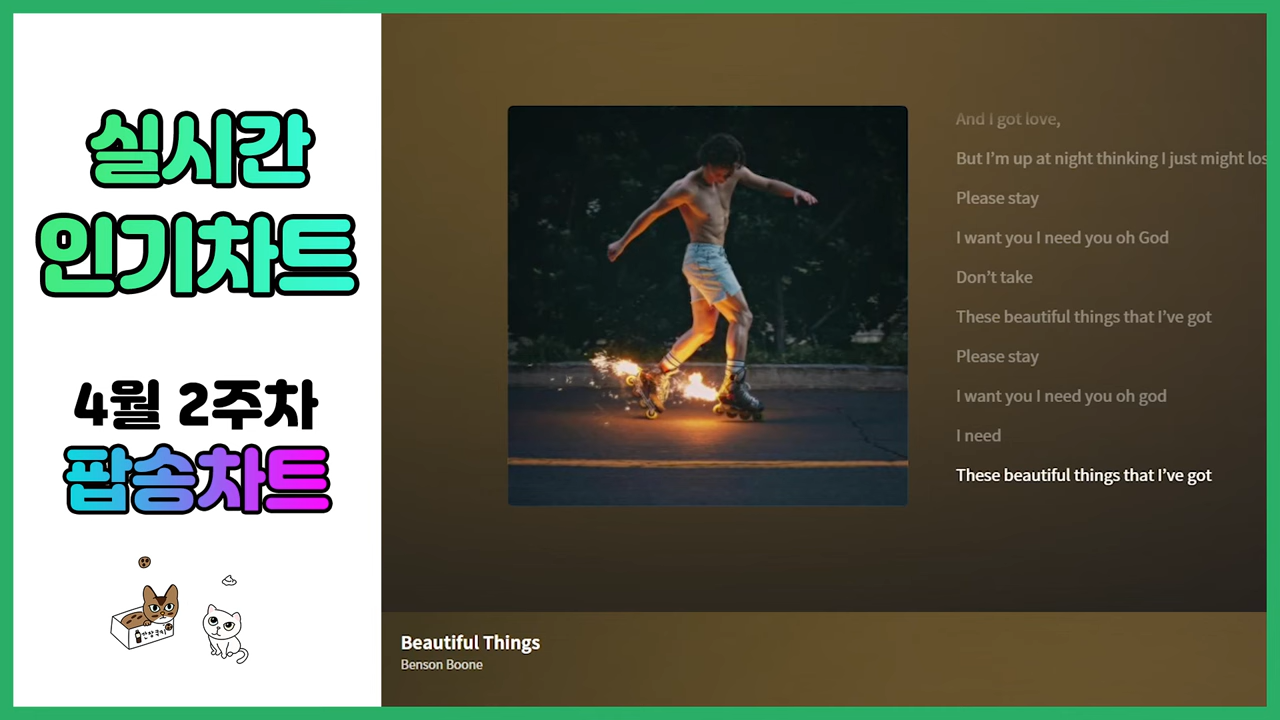 실시간
인기차트
4월 2주차
팝송차트
And I got love,
But I’m up at night thinking I just might los
Please stay
I want you I need you oh God
Don’t take
These beautiful things that I’ve got
Please stay
I want you I need you oh god
I need
These beautiful things that I’ve got
Beautiful Things
Benson Boone